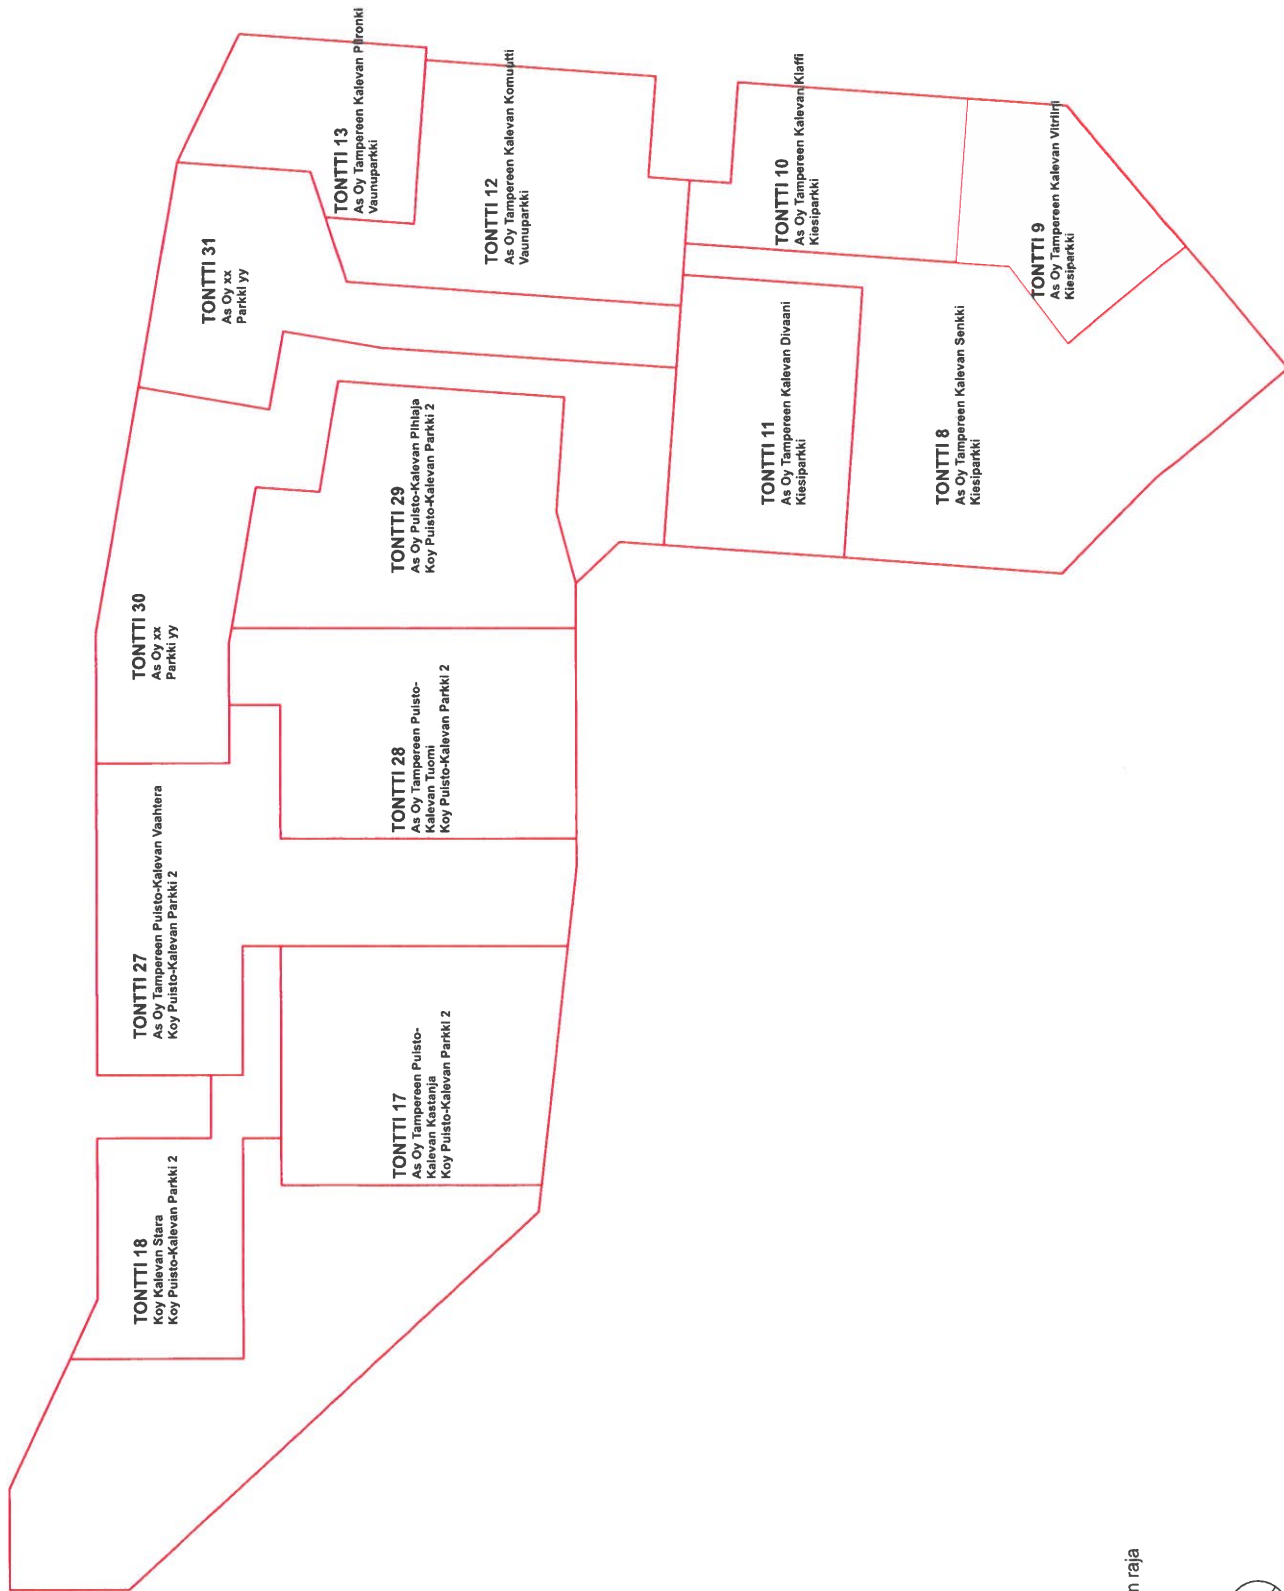 TONTTI 13
As Oy Tampereen Kalevan Piironki
Vaunuparkki
TONTTI 31
As Oy xx
Parkki yy
TONTTI 12
As Oy Tampereen Kalevan Komuutti
Vaunuparkki
TONTTI 10
As Oy Tampereen Kalevan Klaffi
Kiesiparkki
TONTTI 9
As Oy Tampereen Kalevan Vitriini
Kiesiparkki
TONTTI 11
As Oy Tampereen Kalevan Divaani
Kiesiparkki
TONTTI 8
As Oy Tampereen Kalevan Senkki
Kiesiparkki
TONTTI 29
As Oy Puisto-Kalevan Pihlaja
Koy Puisto-Kalevan Parkki 2
TONTTI 30
As Oy xx
Parkki yy
TONTTI 28
As Oy Tampereen Puisto-
Kalevan Tuomi
Koy Puisto-Kalevan Parkki 2
TONTTI 27
As Oy Tampereen Puisto-Kalevan Vaahtera
Koy Puisto-Kalevan Parkki 2
TONTTI 17
As Oy Tampereen Puisto-
Kalevan Kastanja
Koy Puisto-Kalevan Parkki 2
TONTTI 18
Koy Kalevan Stara
Koy Puisto-Kalevan Parkki 2
n raja